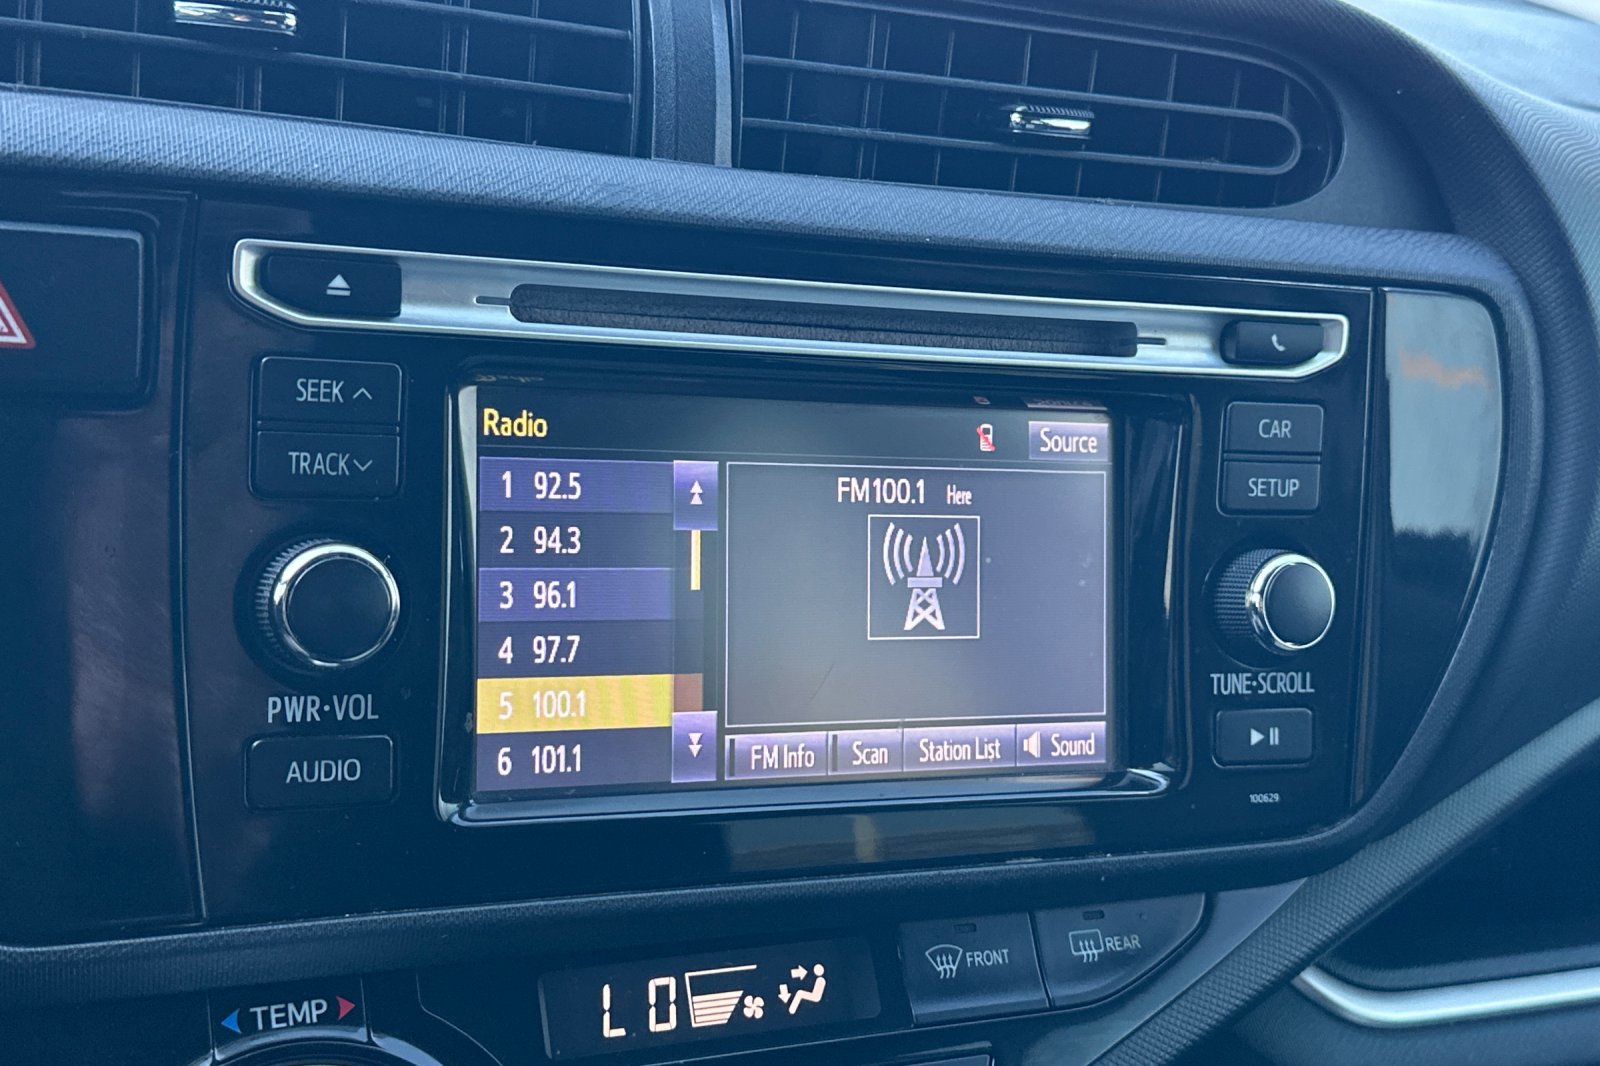 SEEK
TRACK
PWR·VOL
AUDIO
Radio
Source
1 92.5
2 94.3
3 96.1
4 97.7
5 100.1
6 101.1
FM100.1 Here
FM Info
Scan
Station List
Sound
CAR
SETUP
TUNE·SCROLL
100629
TEMP
LO
FRONT
REAR